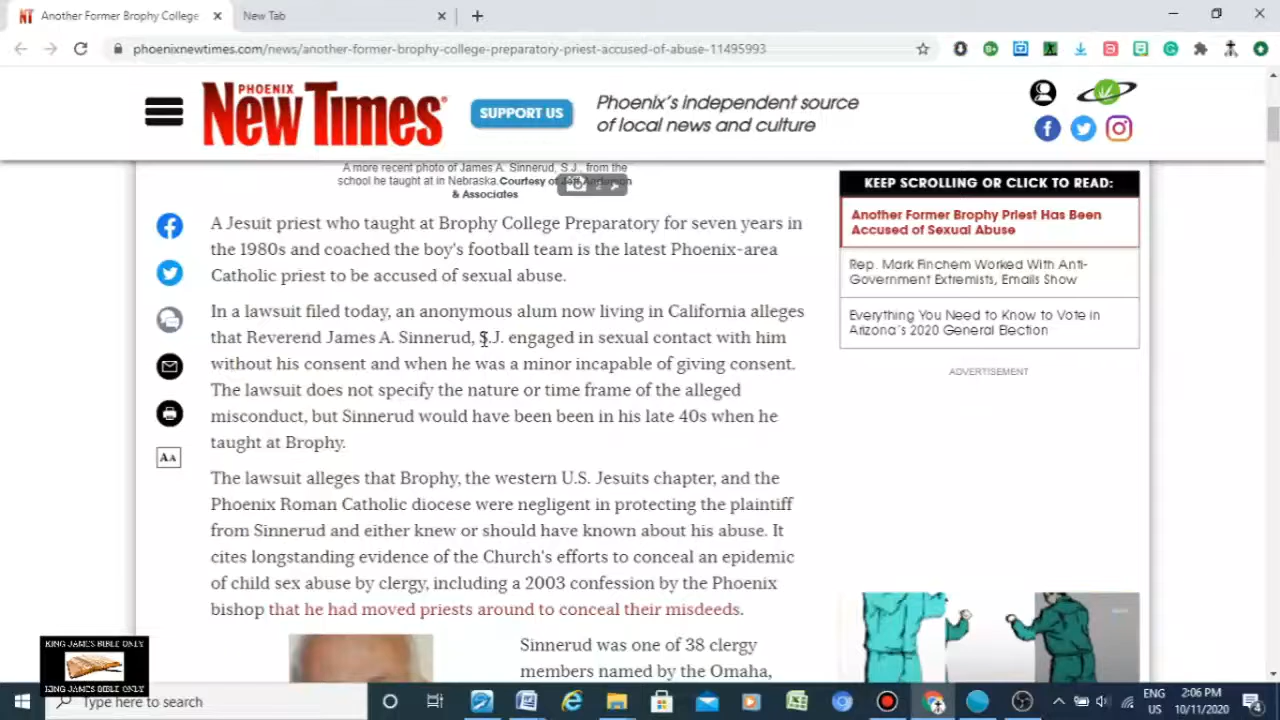 Another Former Brophy College
New Tab
phoenixnewtimes.com/news/another-former-brophy-college-preparatory-priest-accused-of-abuse-11495993
PHOENIX
New Times
SUPPORT US
Phoenix's independent source
of local news and culture
A more recent photo of James A. Sinnerud, S.J., from the
school he taught at in Nebraska. Courtesy of Jeff Anderson
& Associates
A Jesuit priest who taught at Brophy College Preparatory for seven years in
the 1980s and coached the boy's football team is the latest Phoenix-area
Catholic priest to be accused of sexual abuse.
In a lawsuit filed today, an anonymous alum now living in California alleges
that Reverend James A. Sinnerud, S.J. engaged in sexual contact with him
without his consent and when he was a minor incapable of giving consent.
The lawsuit does not specify the nature or time frame of the alleged
misconduct, but Sinnerud would have been been in his late 40s when he
taught at Brophy.
AA
The lawsuit alleges that Brophy, the western U.S. Jesuits chapter, and the
Phoenix Roman Catholic diocese were negligent in protecting the plaintiff
from Sinnerud and either knew or should have known about his abuse. It
cites longstanding evidence of the Church's efforts to conceal an epidemic
of child sex abuse by clergy, including a 2003 confession by the Phoenix
bishop that he had moved priests around to conceal their misdeeds.
Sinnerud was one of 38 clergy
members named by the Omaha,
KEEP SCROLLING OR CLICK TO READ:
Another Former Brophy Priest Has Been
Accused of Sexual Abuse
Rep. Mark Finchem Worked With Anti-
Government Extremists, Emails Show
Everything You Need to Know to Vote in
Arizona's 2020 General Election
ADVERTISEMENT
KING JAMES BIBLE ONLY
KING JAMES BIBLE ONLY
Type here to search
ENG
US
2:06 PM
10/11/2020
4